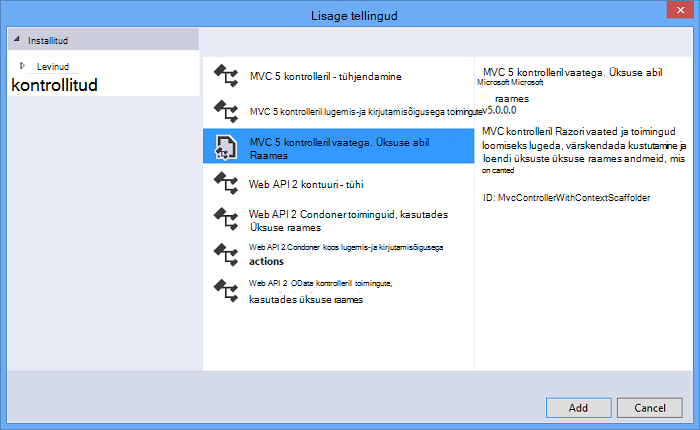 Lisage tellingud
Installitud
Levinud
kontrollitud
MVC 5 kontrolleril - tühjendamine
MVC 5 kontrolleril lugemis-ja kirjutamisõigusega toimingute
MVC 5 kontrolleril vaatega. Üksuse abil
Raames
Web API 2 kontuuri - tühi
Web API 2 Condoner toiminguid, kasutades
Üksuse raames
Web API 2 Condoner koos lugemis-ja kirjutamisõigusega
actions
Web API 2 OData kontrolleril toimingute,
kasutades üksuse raames
MVC 5 kontrolleril vaatega. Üksuse abil
Microsoft Microsoft
raames
v5.0.0.0
MVC kontrolleril Razori vaated ja toimingud
loomiseks lugeda, värskendada kustutamine ja
loendi üksuste üksuse raames andmeid, mis
on canted
ID: MvcControllerWithContextScaffolder
Add
Cancel